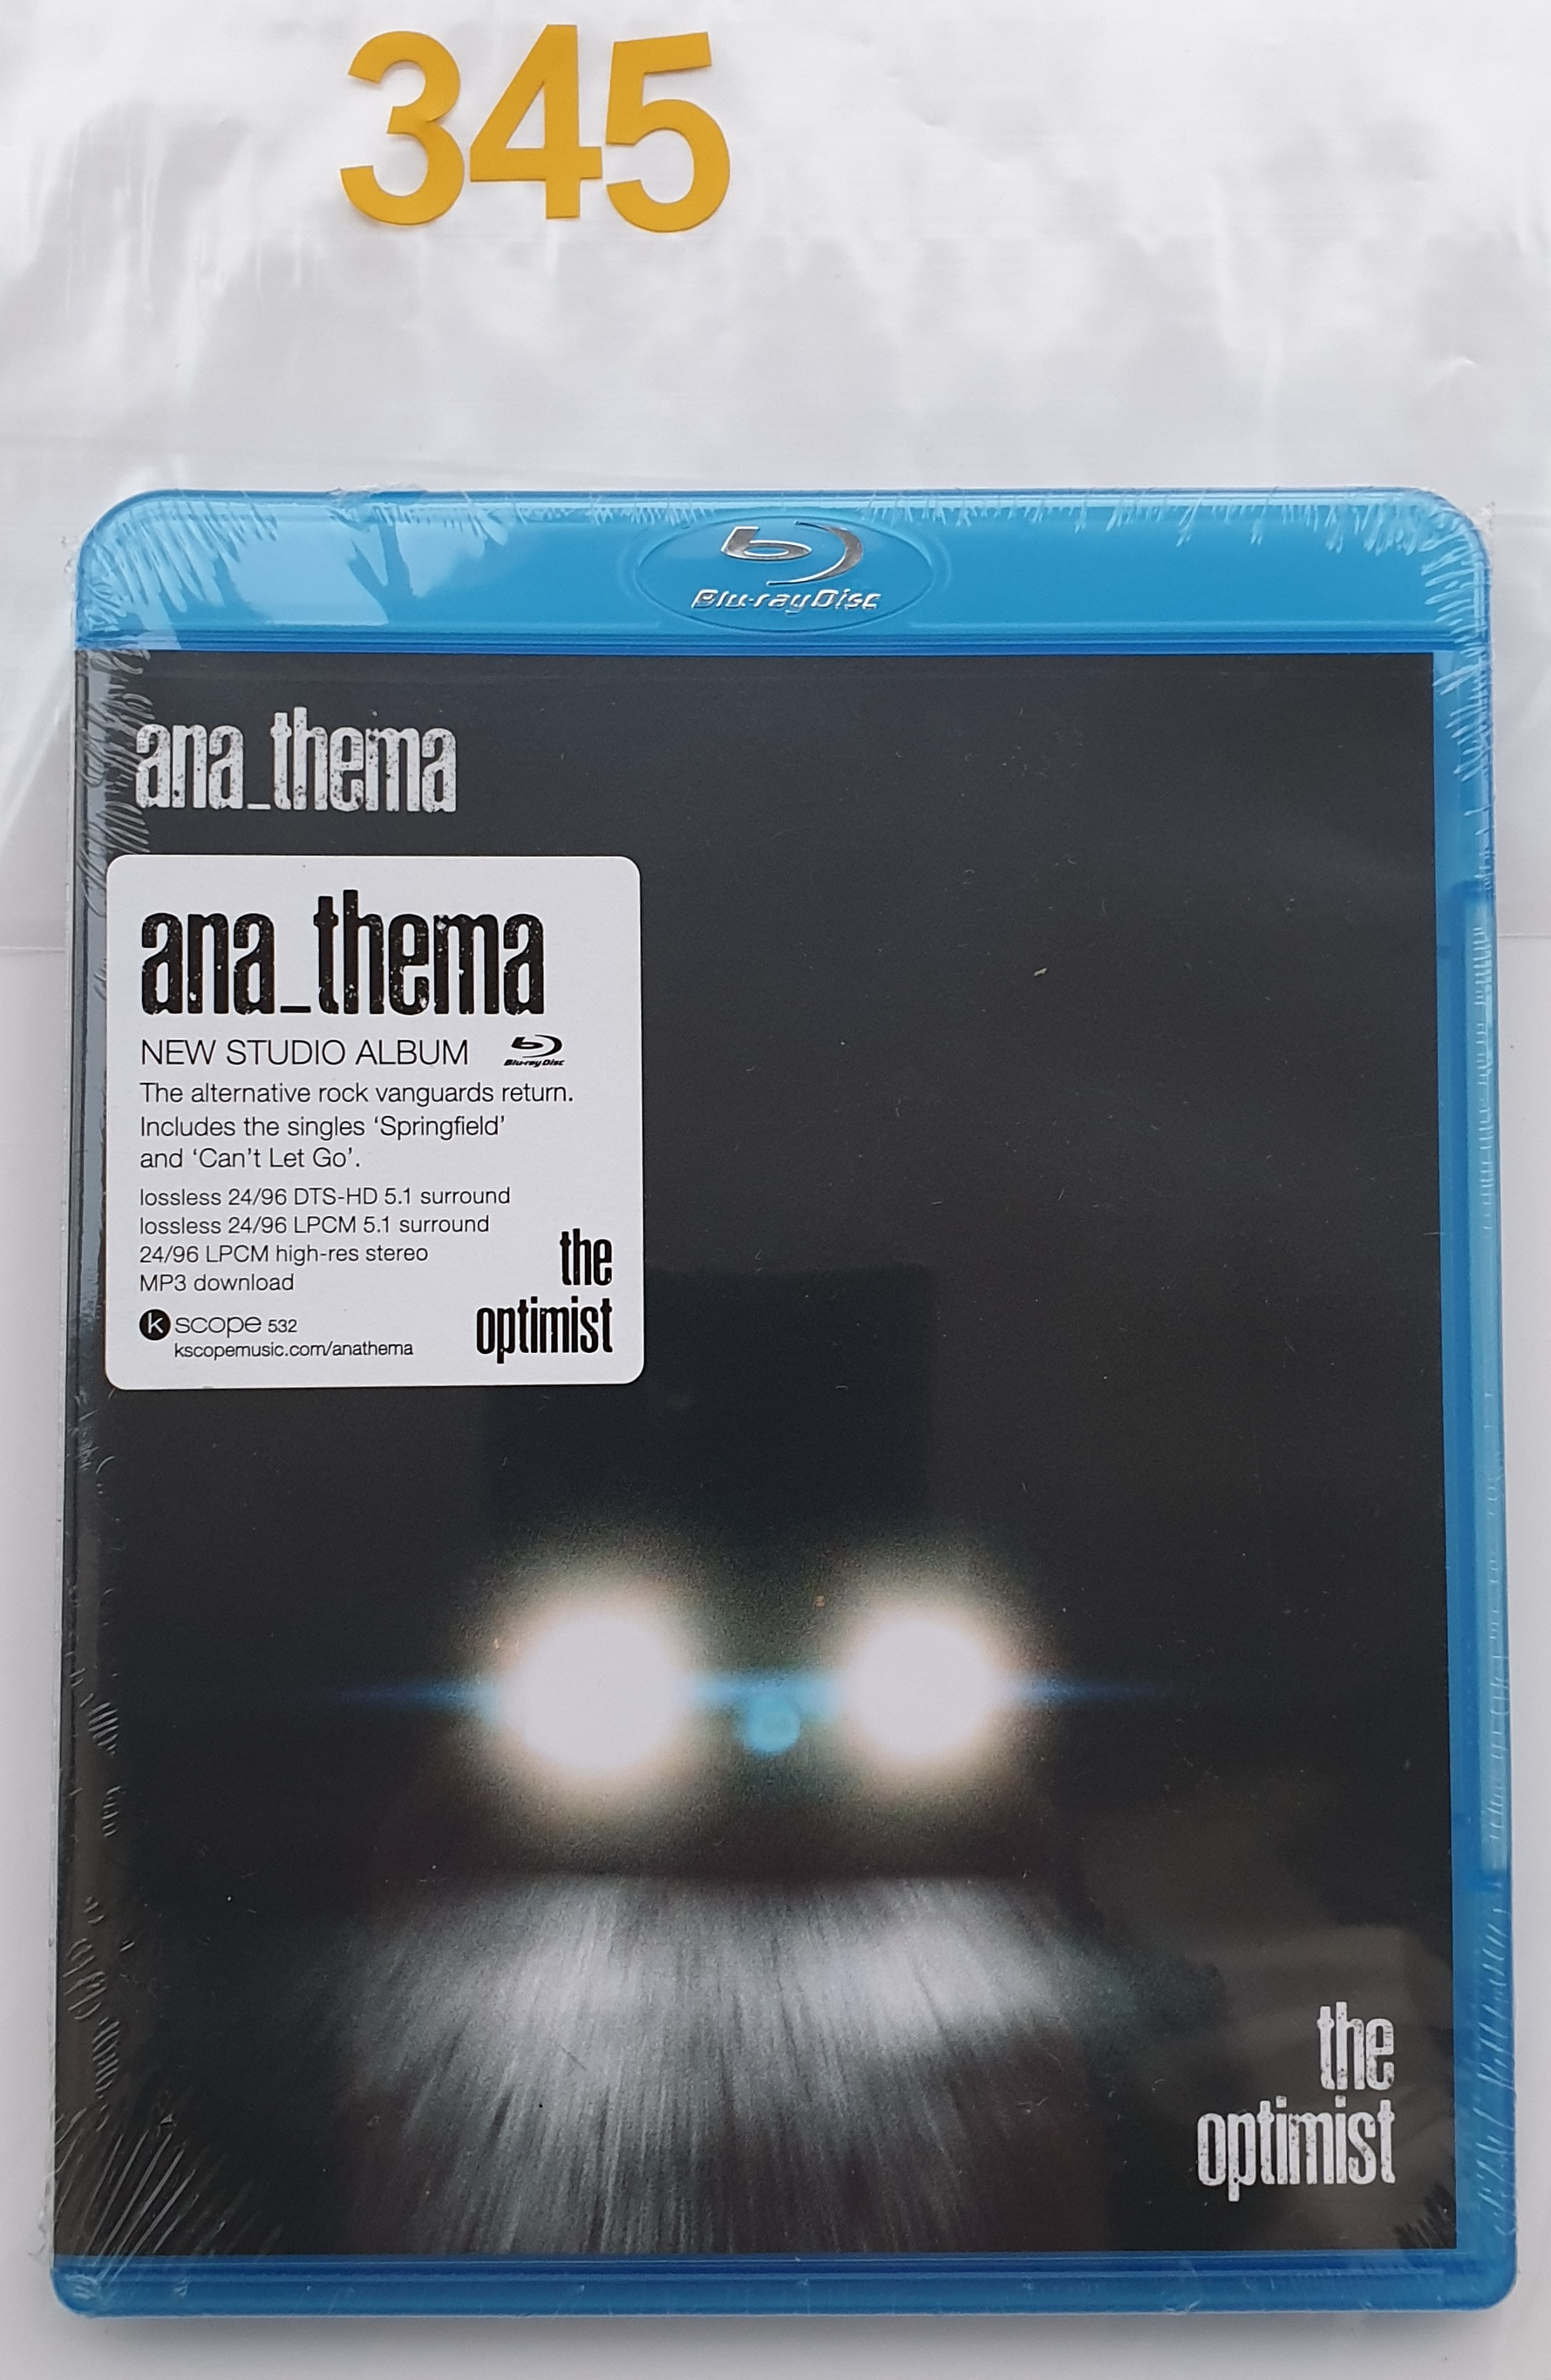 345
Blu-ray Disc
ana_thema
ana_thema
NEW STUDIO ALBUM Blu-ray Disc
The alternative rock vanguards return.
Includes the singles ‘Springfield’
and ‘Can’t Let Go’.
lossless 24/96 DTS-HD 5.1 surround
lossless 24/96 LPCM 5.1 surround
24/96 LPCM high-res stereo
MP3 download
kscope 532
kscopemusic.com/anathema
the
optimist
the
optimist